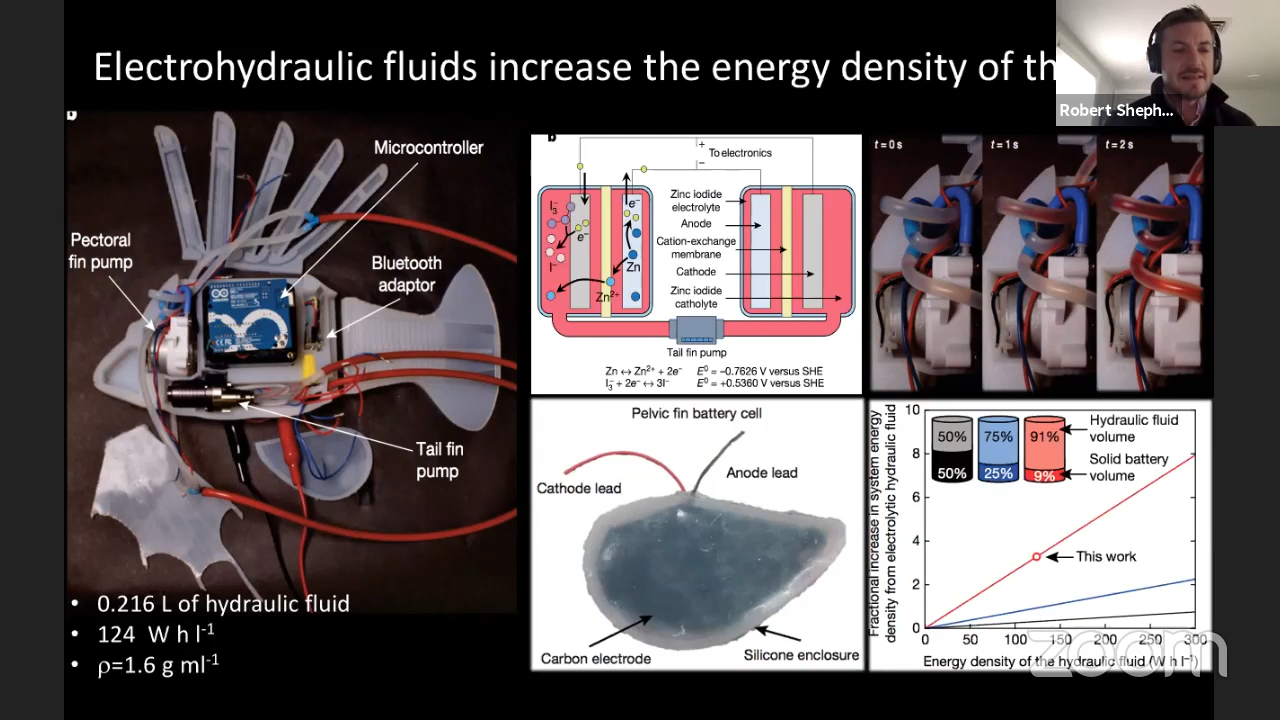 Electrohydraulic fluids increase the energy density of th
Robert Sheph...
b
Microcontroller
Pectoral
fin pump
Bluetooth
adaptor
Tail fin
pump
• 0.216 L of hydraulic fluid
• 124 W h l⁻¹
• ρ=1.6 g ml⁻¹
b
+
−
To electronics
I₃⁻
e⁻
e⁻
I⁻
Zn
Zn²⁺
Zinc iodide
electrolyte
Anode
Cation-exchange
membrane
Cathode
Zinc iodide
catholyte
Tail fin pump
Zn ↔ Zn²⁺ + 2e⁻ E⁰ = −0.7626 V versus SHE
I₃⁻ + 2e⁻ ↔ 3I⁻ E⁰ = +0.5360 V versus SHE
t = 0 s
t = 1 s
t = 2 s
Pelvic fin battery cell
Anode lead
Cathode lead
Carbon electrode
Silicone enclosure
Fractional increase in system energy
density from electrolytic hydraulic fluid
10
8
6
4
2
0
50% 75% 91%
50% 25% 9%
Hydraulic fluid
volume
Solid battery
volume
This work
0 50 100 150 200 250 300
Energy density of the hydraulic fluid (W h l⁻¹)
zoom